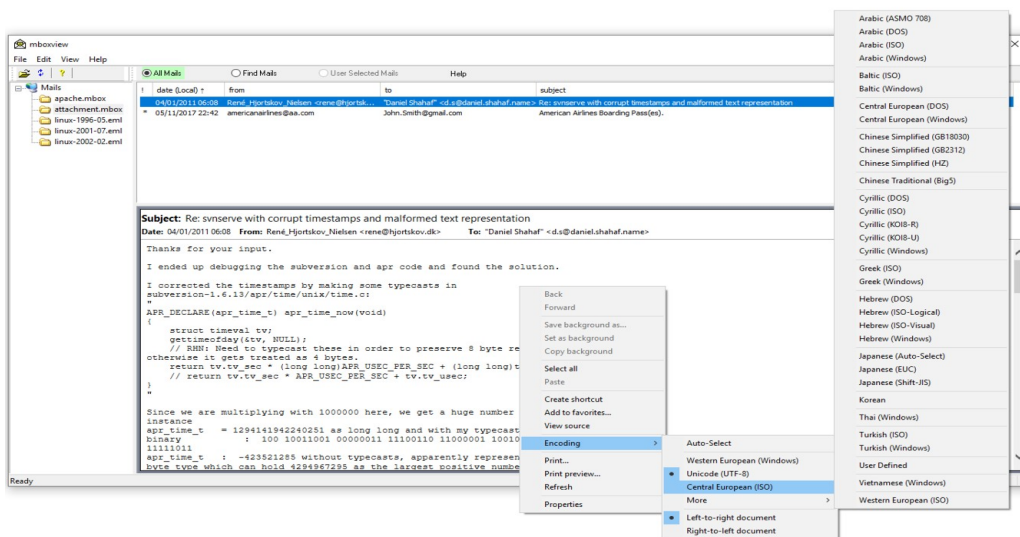 mboxview
File Edit View Help
?
All Mails Find Mails User Selected Mails Help
Mails
apache.mbox
attachment.mbox
linux-1996-05.eml
linux-2001-07.eml
linux-2002-02.eml
! date (Local) ↑ from to subject
04/01/2011 06:08 René_Hjortskov_Nielsen <rene@hjortsk... "Daniel Shahaf" <d.s@daniel.shahaf.name> Re: svnserve with corrupt timestamps and malformed text representation
* 05/11/2017 22:42 americanairlines@aa.com John.Smith@gmail.com American Airlines Boarding Pass(es).
Subject: Re: svnserve with corrupt timestamps and malformed text representation
Date: 04/01/2011 06:08 From: René_Hjortskov_Nielsen <rene@hjortskov.dk> To: "Daniel Shahaf" <d.s@daniel.shahaf.name>
Thanks for your input.
I ended up debugging the subversion and apr code and found the solution.
I corrected the timestamps by making some typecasts in
subversion-1.6.13/apr/time/unix/time.c:
"
APR_DECLARE(apr_time_t) apr_time_now(void)
{
struct timeval tv;
gettimeofday(&tv, NULL);
// RHN: Need to typecast these in order to preserve 8 byte re
otherwise it gets treated as 4 bytes.
return tv.tv_sec * (long long)APR_USEC_PER_SEC + (long long)t
// return tv.tv_sec * APR_USEC_PER_SEC + tv.tv_usec;
}
"
Since we are multiplying with 1000000 here, we get a huge number
instance
apr_time_t = 1294141942240251 as long long and with my typecast
binary : 100 10011001 00000011 11100110 11000001 10010
11111011
apr_time_t : -423521285 without typecasts, apparently represen
byte type which can hold 4294967295 as the largest positive numbe
Ready
Back
Forward
Save background as...
Set as background
Copy background
Select all
Paste
Create shortcut
Add to favorites...
View source
Encoding
Print...
Print preview...
Refresh
Properties
Auto-Select
Western European (Windows)
Unicode (UTF-8)
Central European (ISO)
More
Left-to-right document
Right-to-left document
Arabic (ASMO 708)
Arabic (DOS)
Arabic (ISO)
Arabic (Windows)
Baltic (ISO)
Baltic (Windows)
Central European (DOS)
Central European (Windows)
Chinese Simplified (GB18030)
Chinese Simplified (GB2312)
Chinese Simplified (HZ)
Chinese Traditional (Big5)
Cyrillic (DOS)
Cyrillic (ISO)
Cyrillic (KOI8-R)
Cyrillic (KOI8-U)
Cyrillic (Windows)
Greek (ISO)
Greek (Windows)
Hebrew (DOS)
Hebrew (ISO-Logical)
Hebrew (ISO-Visual)
Hebrew (Windows)
Japanese (Auto-Select)
Japanese (EUC)
Japanese (Shift-JIS)
Korean
Thai (Windows)
Turkish (ISO)
Turkish (Windows)
User Defined
Vietnamese (Windows)
Western European (ISO)